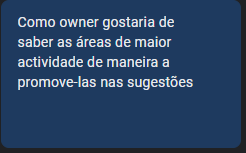 Como owner gostaria de
saber as áreas de maior
actividade de maneira a
promove-las nas sugestões